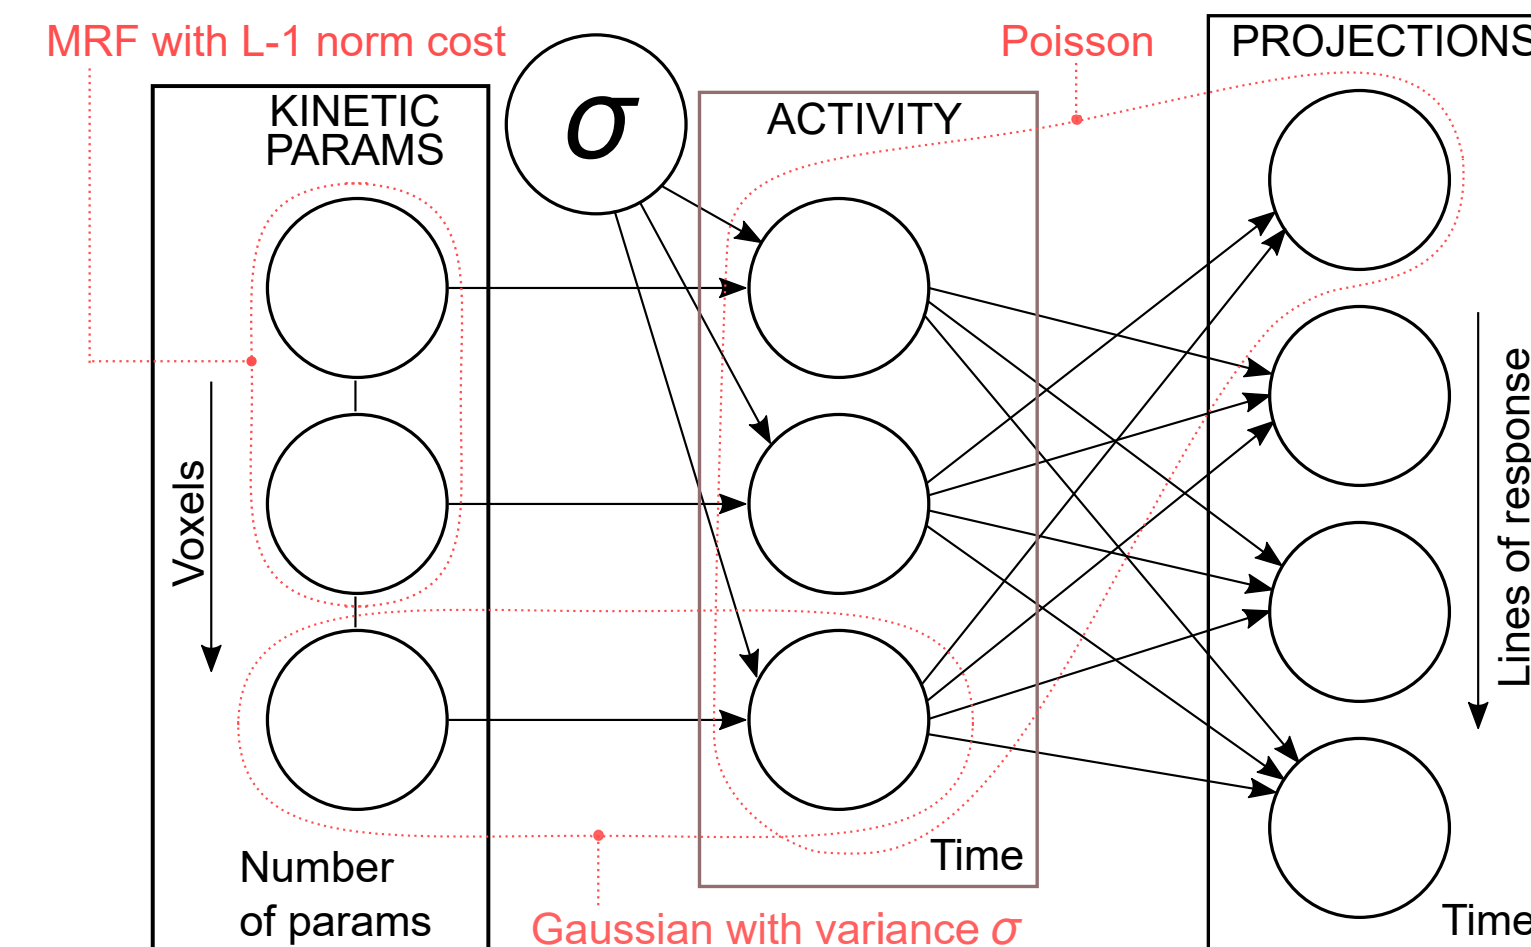 MRF with L-1 norm cost
Poisson
PROJECTIONS
KINETIC
PARAMS
σ
ACTIVITY
Voxels
Lines of response
Time
Number
of params
Gaussian with variance σ
Time